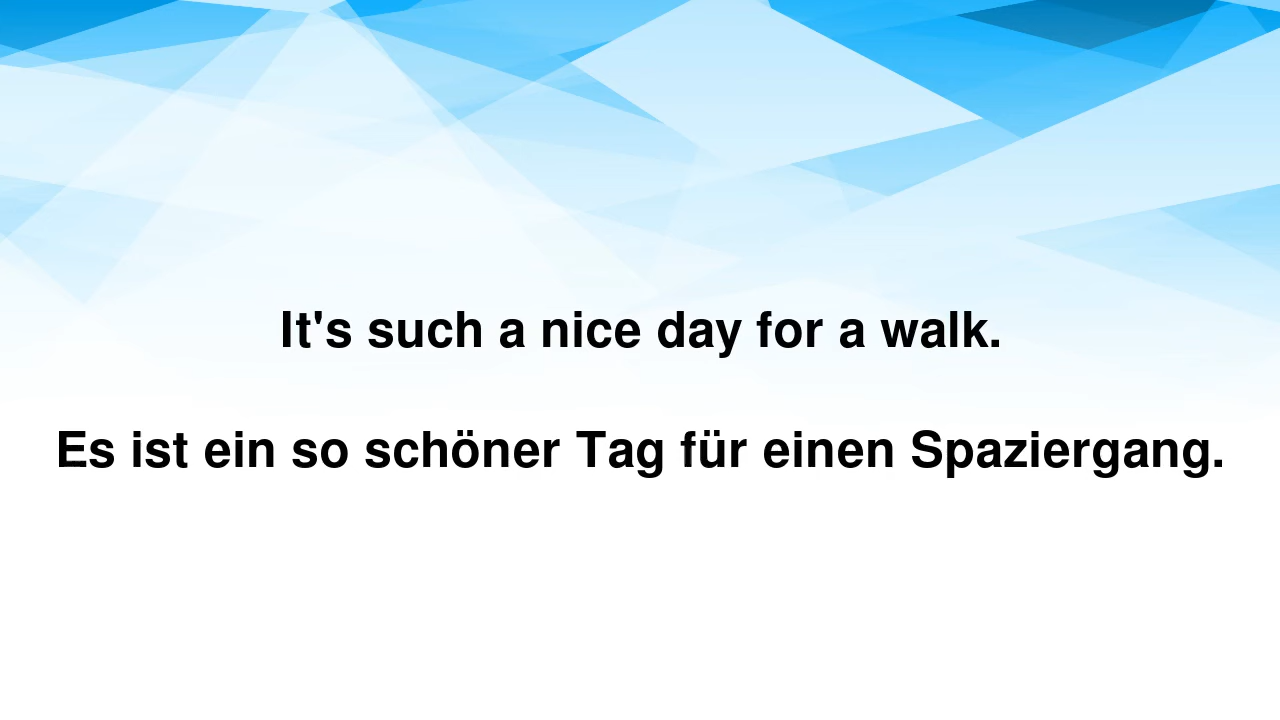 It's such a nice day for a walk.
Es ist ein so schöner Tag für einen Spaziergang.